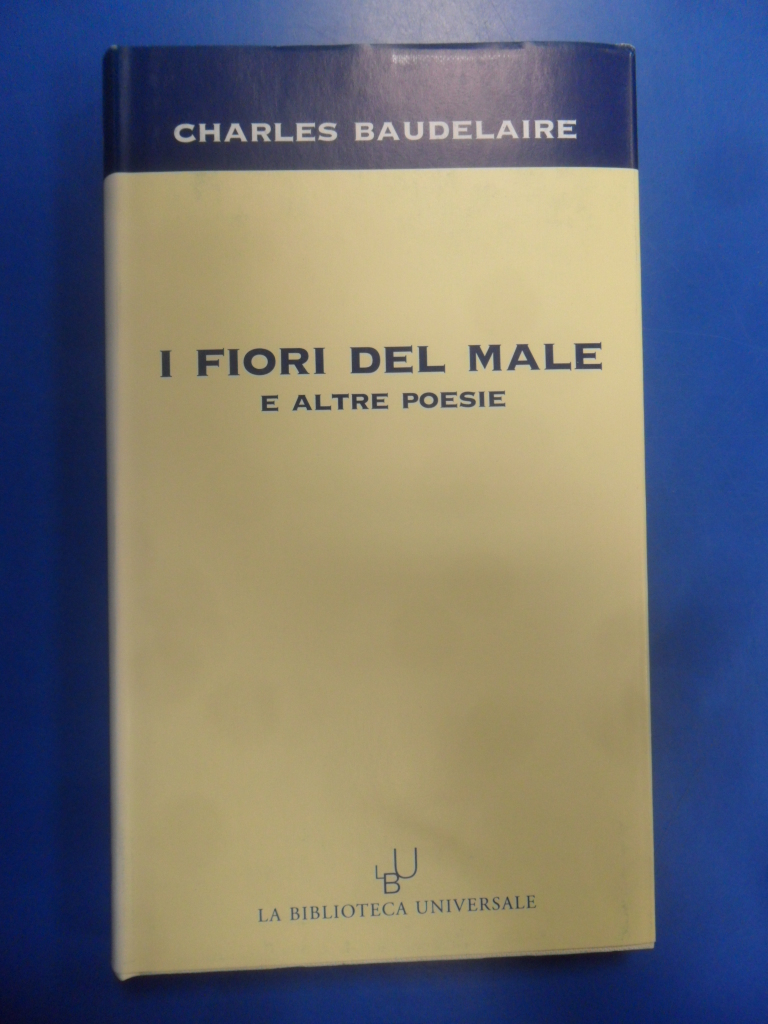 CHARLES BAUDELAIRE
I FIORI DEL MALE
E ALTRE POESIE
LBU
LA BIBLIOTECA UNIVERSALE